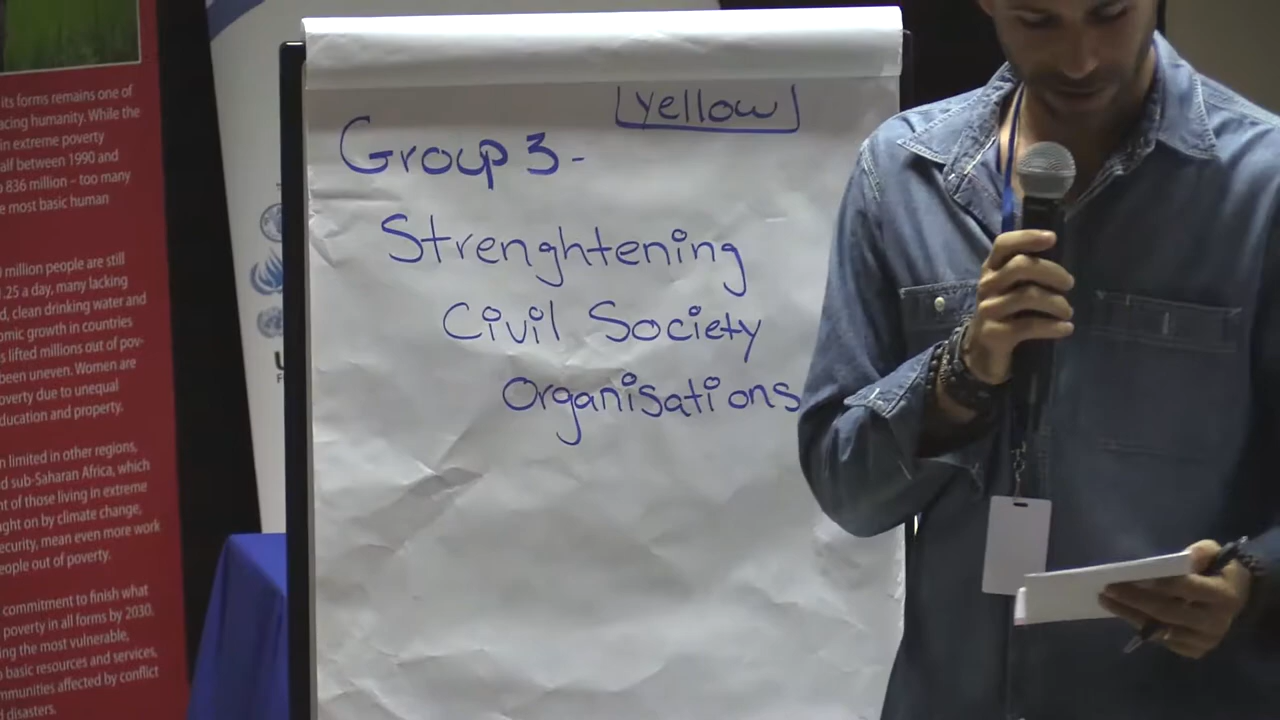 [yellow]
Group 3-
Strenghtening
Civil Society
Organisations
its forms remains one of
acing humanity. While the
in extreme poverty
alf between 1990 and
836 million – too many
most basic human
million people are still
.25 a day, many lacking
clean drinking water and
omic growth in countries
lifted millions out of pov-
been uneven. Women are
overty due to unequal
ducation and property.
limited in other regions,
sub-Saharan Africa, which
of those living in extreme
ght on by climate change,
ecurity, mean even more work
eople out of poverty.
commitment to finish what
poverty in all forms by 2030.
ing the most vulnerable,
basic resources and services,
mmunities affected by conflict
disasters.